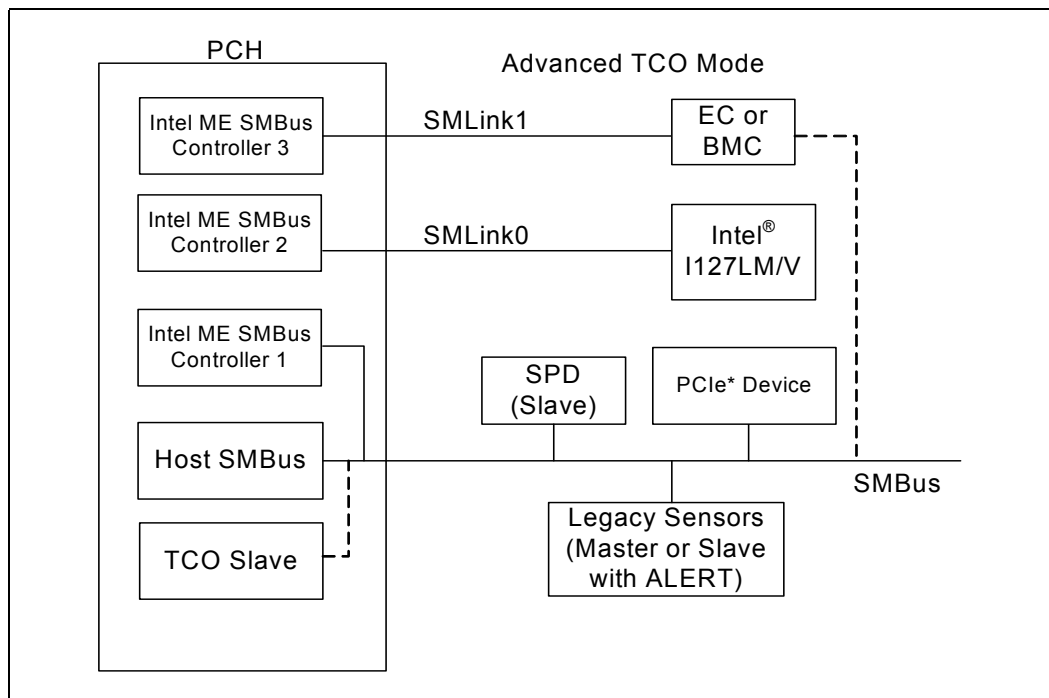 PCH
Advanced TCO Mode
Intel ME SMBus
Controller 3
SMLink1
EC or
BMC
Intel ME SMBus
Controller 2
SMLink0
Intel®
I127LM/V
Intel ME SMBus
Controller 1
SPD
(Slave)
PCIe* Device
Host SMBus
SMBus
Legacy Sensors
(Master or Slave
with ALERT)
TCO Slave